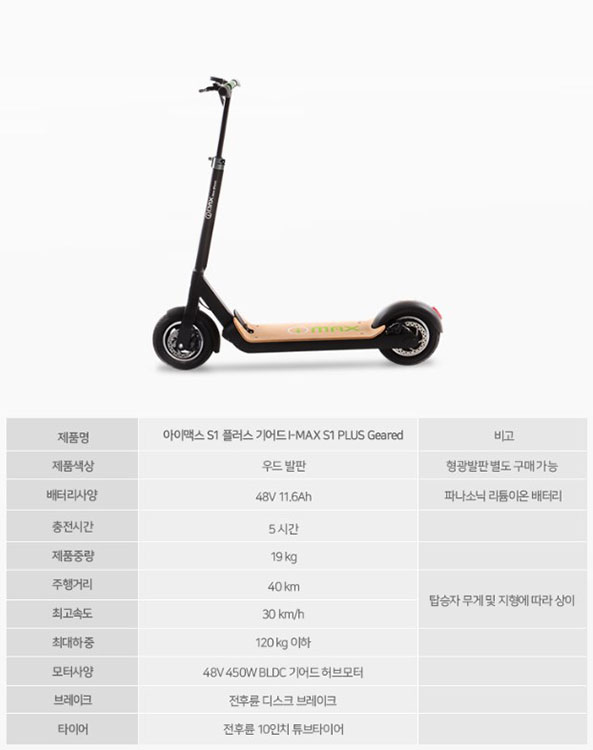 MAX
MAX
제품명 아이맥스 S1 플러스 기어드 I-MAX S1 PLUS Geared 비고
제품색상 우드 발판 형광발판 별도 구매 가능
배터리사양 48V 11.6Ah 파나소닉 리튬이온 배터리
충전시간 5 시간
제품중량 19 kg
주행거리 40 km
탑승자 무게 및 지형에 따라 상이
최고속도 30 km/h
최대하중 120 kg 이하
모터사양 48V 450W BLDC 기어드 허브모터
브레이크 전후륜 디스크 브레이크
타이어 전후륜 10인치 튜브타이어